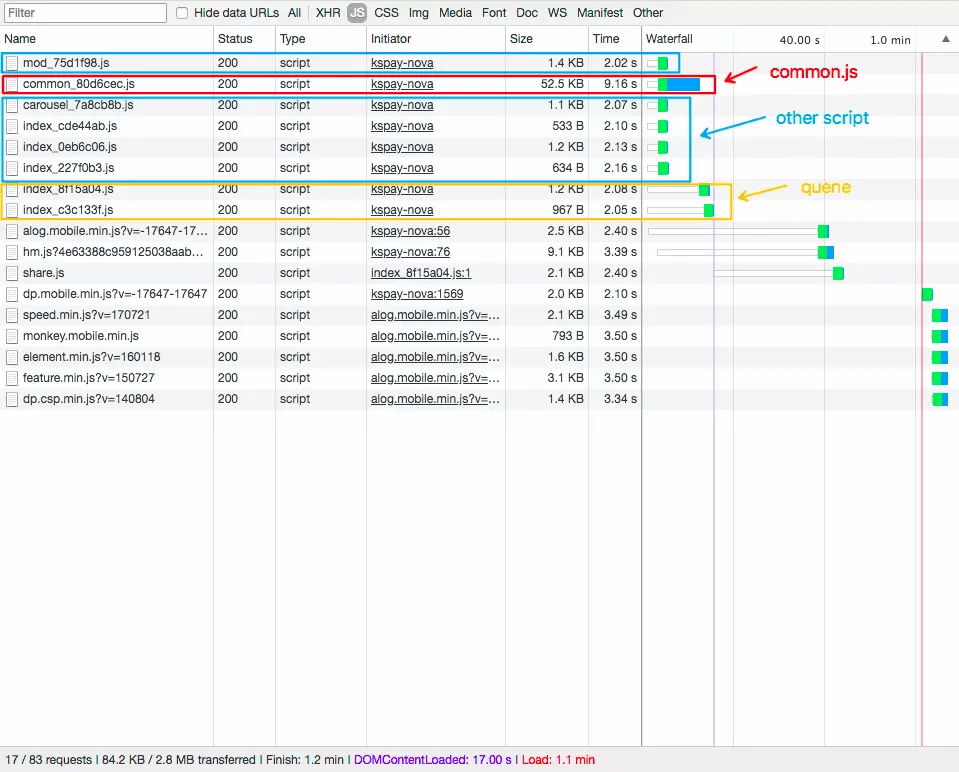 Filter Hide data URLs All XHR JS CSS Img Media Font Doc WS Manifest Other
Name Status Type Initiator Size Time Waterfall 40.00 s 1.0 min
mod_75d1f98.js 200 script kspay-nova 1.4 KB 2.02 s
common.js
common_80d6cec.js 200 script kspay-nova 52.5 KB 9.16 s
carousel_7a8cb8b.js 200 script kspay-nova 1.1 KB 2.07 s
other script
index_cde44ab.js 200 script kspay-nova 533 B 2.10 s
index_0eb6c06.js 200 script kspay-nova 1.2 KB 2.13 s
index_227f0b3.js 200 script kspay-nova 634 B 2.16 s
index_8f15a04.js 200 script kspay-nova 1.2 KB 2.08 s
quene
index_c3c133f.js 200 script kspay-nova 967 B 2.05 s
alog.mobile.min.js?v=-17647-17... 200 script kspay-nova:56 2.5 KB 2.40 s
hm.js?4e63388c959125038aab... 200 script kspay-nova:76 9.1 KB 3.39 s
share.js 200 script index_8f15a04.js:1 2.1 KB 2.40 s
dp.mobile.min.js?v=-17647-17647 200 script kspay-nova:1569 2.0 KB 2.10 s
speed.min.js?v=170721 200 script alog.mobile.min.js?v=... 2.1 KB 3.49 s
monkey.mobile.min.js 200 script alog.mobile.min.js?v=... 793 B 3.50 s
element.min.js?v=160118 200 script alog.mobile.min.js?v=... 1.6 KB 3.50 s
feature.min.js?v=150727 200 script alog.mobile.min.js?v=... 3.1 KB 3.50 s
dp.csp.min.js?v=140804 200 script alog.mobile.min.js?v=... 1.4 KB 3.34 s
17 / 83 requests | 84.2 KB / 2.8 MB transferred | Finish: 1.2 min | DOMContentLoaded: 17.00 s | Load: 1.1 min